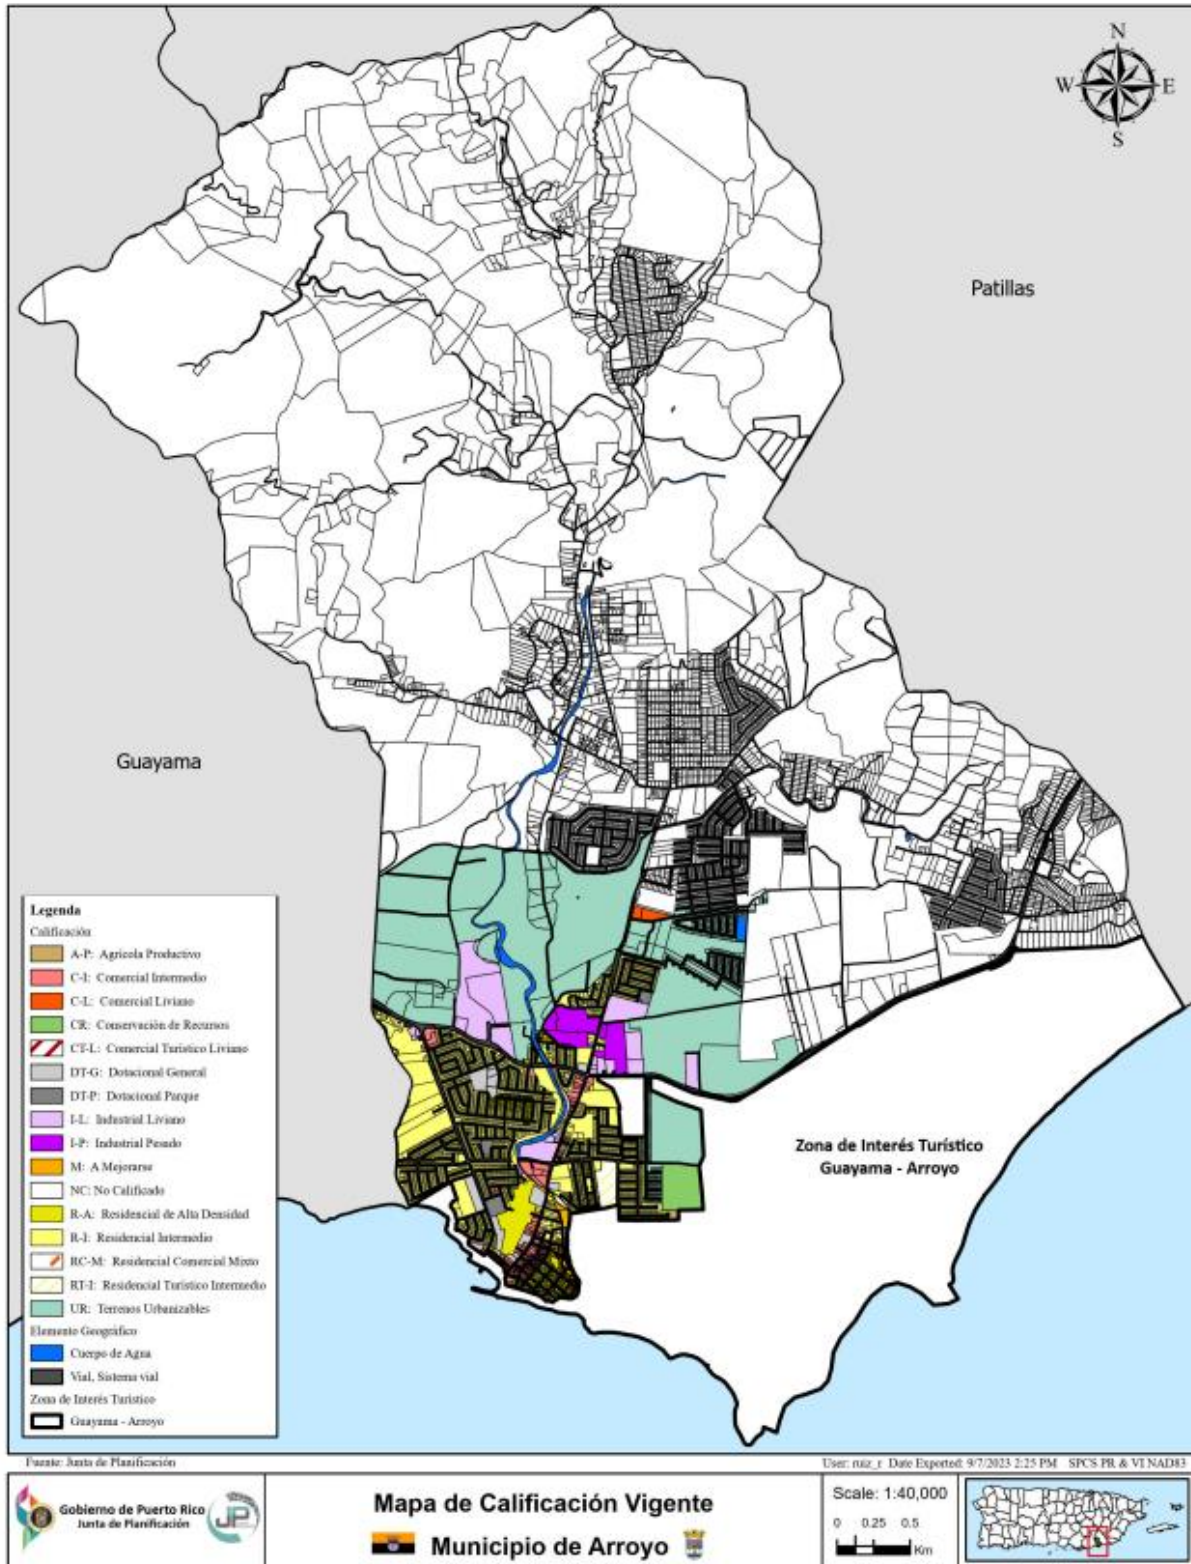 N
W E
S
Patillas
Guayama
Zona de Interés Turístico
Guayama - Arroyo
Legenda
Calificación
A-P: Agrícola Productivo
C-I: Comercial Intermedio
C-L: Comercial Liviano
CR: Conservación de Recursos
CT-L: Comercial Turístico Liviano
DT-G: Dotacional General
DT-P: Dotacional Parque
I-L: Industrial Liviano
I-P: Industrial Pesado
M: A Mejorarse
NC: No Calificado
R-A: Residencial de Alta Densidad
R-I: Residencial Intermedio
RC-M: Residencial Comercial Mixto
RT-I: Residencial Turístico Intermedio
UR: Terrenos Urbanizables
Elemento Geográfico
Cuerpo de Agua
Vial, Sistema vial
Zona de Interés Turístico
Guayama - Arroyo
Fuente: Junta de Planificación
User: ruiz_r Date Exported: 9/7/2023 2:25 PM SPCS PR & VI NAD83
Gobierno de Puerto Rico
Junta de Planificación
JP
Mapa de Calificación Vigente
Municipio de Arroyo
Scale: 1:40,000
0 0.25 0.5
Km